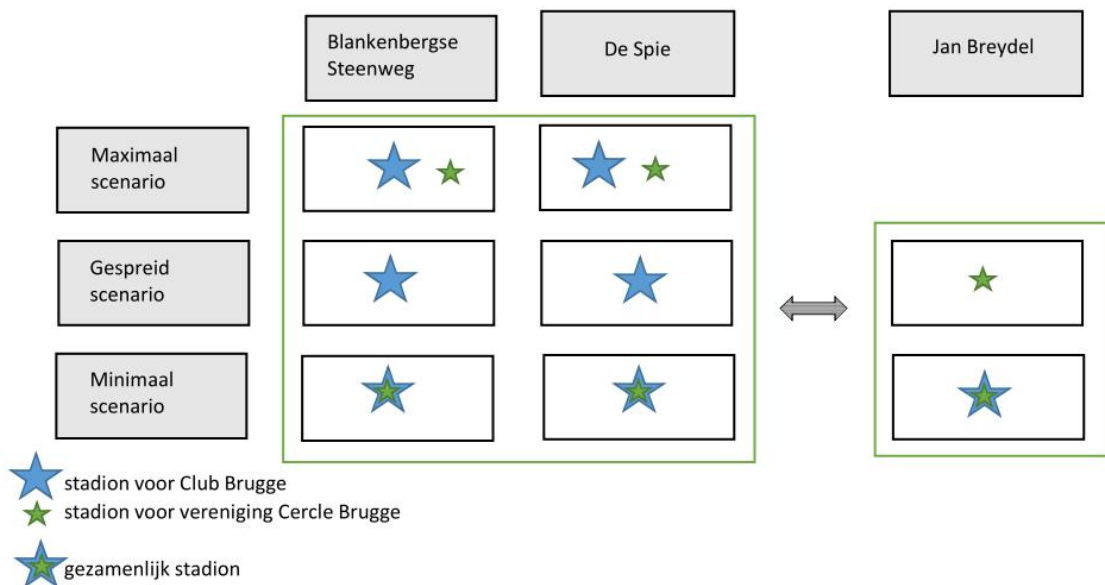 Blankenbergse
Steenweg
De Spie
Jan Breydel
Maximaal
scenario
Gespreid
scenario
Minimaal
scenario
stadion voor Club Brugge
stadion voor vereniging Cercle Brugge
gezamenlijk stadion